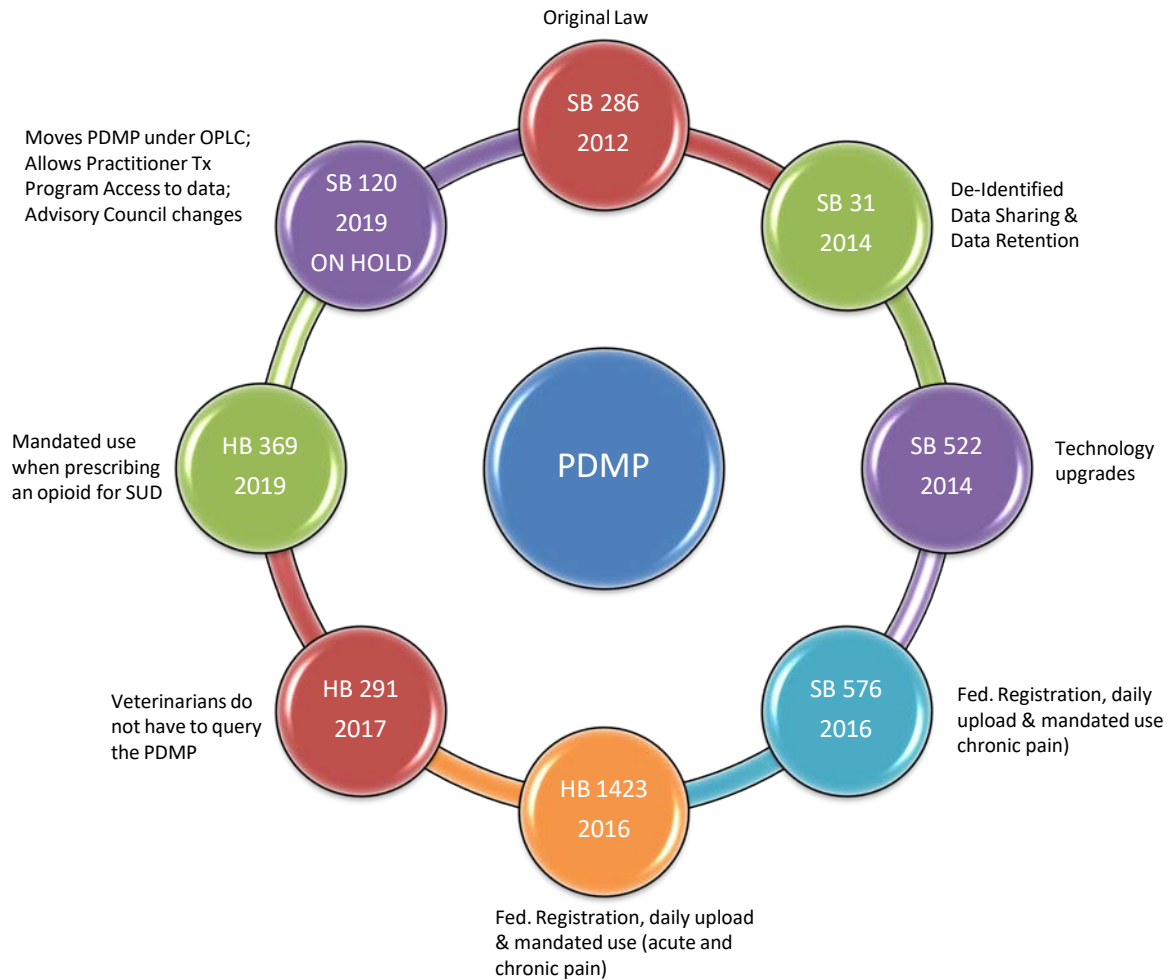 Original Law
SB 286
2012
De-Identified
Data Sharing &
Data Retention
SB 31
2014
Technology
upgrades
SB 522
2014
Fed. Registration, daily
upload & mandated use
chronic pain)
SB 576
2016
HB 1423
2016
Fed. Registration, daily upload
& mandated use (acute and
chronic pain)
HB 291
2017
Veterinarians do
not have to query
the PDMP
HB 369
2019
Mandated use
when prescribing
an opioid for SUD
SB 120
2019
ON HOLD
Moves PDMP under OPLC;
Allows Practitioner Tx
Program Access to data;
Advisory Council changes
PDMP